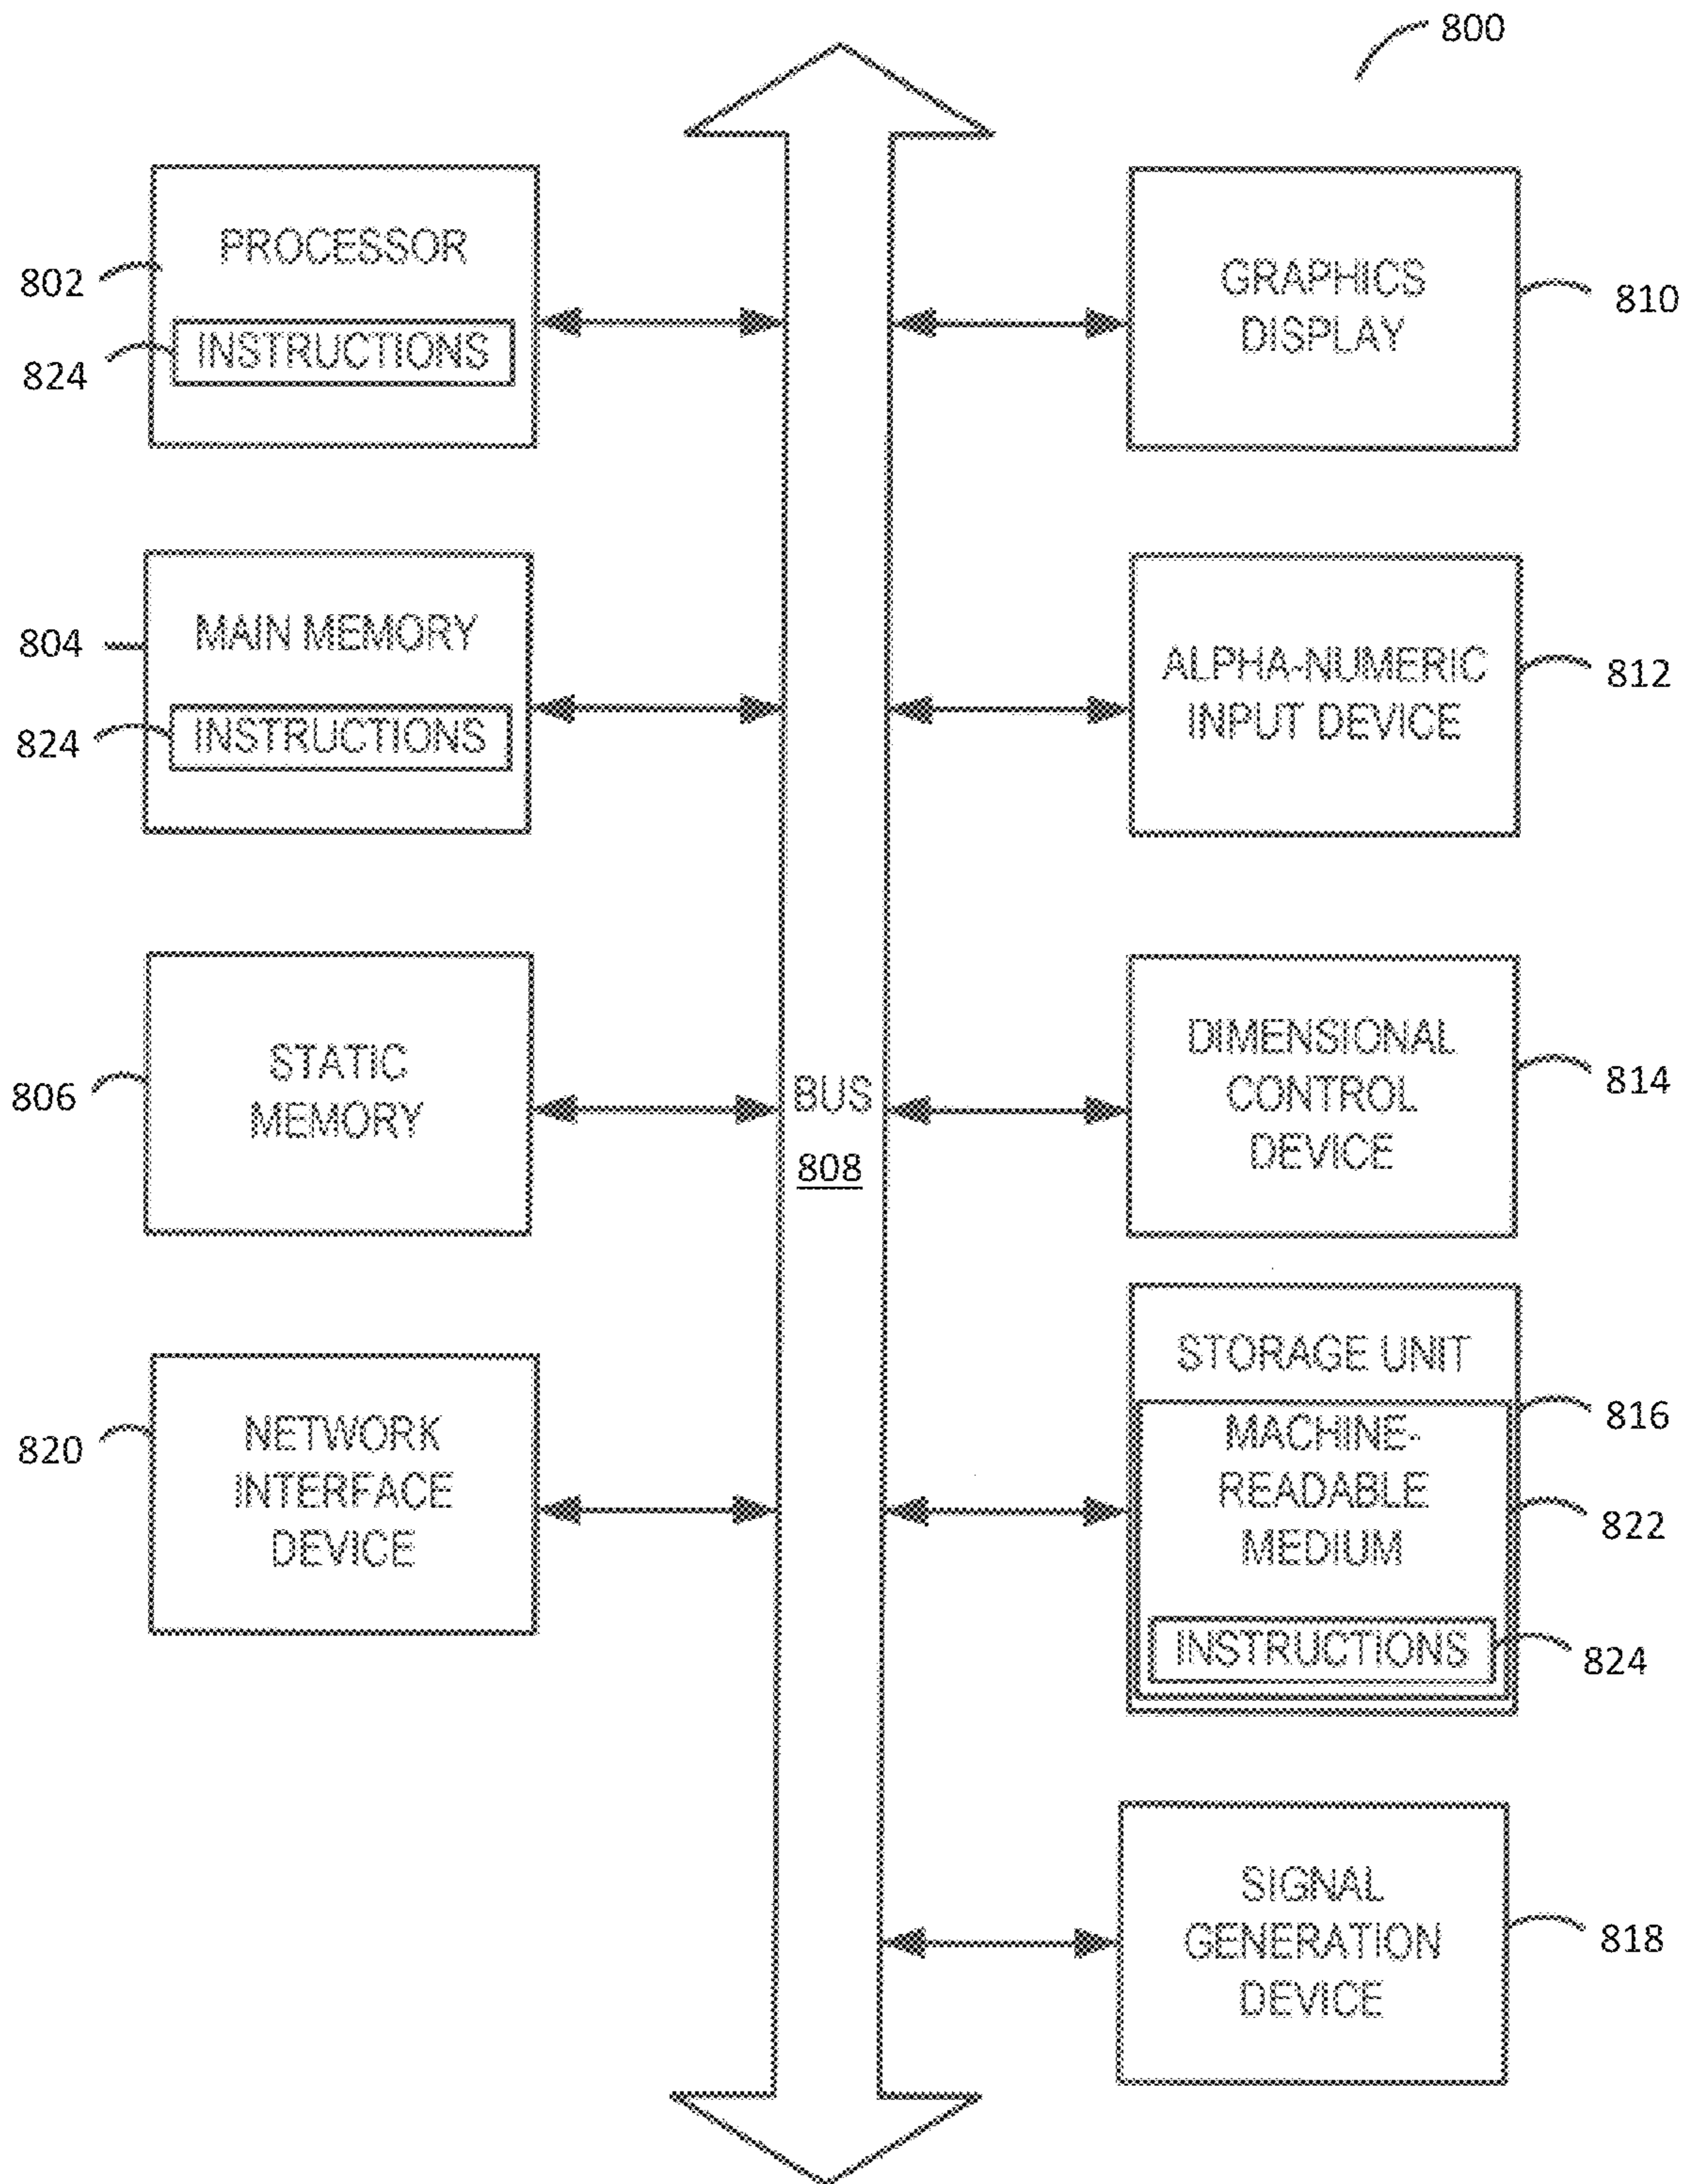 800
PROCESSOR
802
INSTRUCTIONS
824
GRAPHICS
DISPLAY
810
MAIN MEMORY
804
INSTRUCTIONS
824
ALPHA-NUMERIC
INPUT DEVICE
812
STATIC
MEMORY
806
BUS
808
DIMENSIONAL
CONTROL
DEVICE
814
NETWORK
INTERFACE
DEVICE
820
STORAGE UNIT
816
MACHINE-
READABLE
MEDIUM
822
INSTRUCTIONS
824
SIGNAL
GENERATION
DEVICE
818